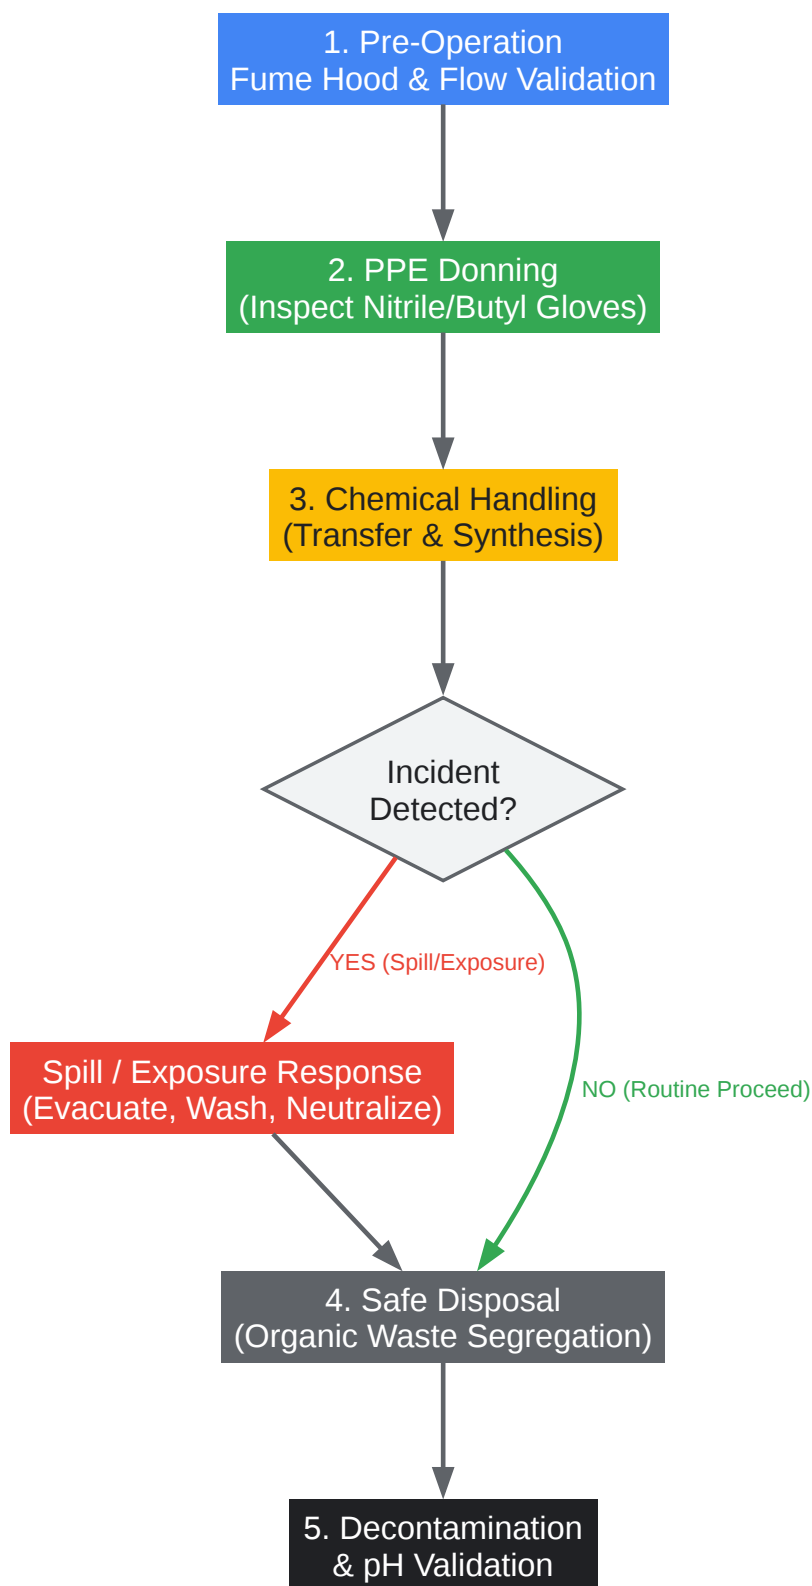 1. Pre-Operation
Fume Hood & Flow Validation
2. PPE Donning
(Inspect Nitrile/Butyl Gloves)
3. Chemical Handling
(Transfer & Synthesis)
Incident
Detected?
YES (Spill/Exposure)
Spill / Exposure Response
(Evacuate, Wash, Neutralize)
NO (Routine Proceed)
4. Safe Disposal
(Organic Waste Segregation)
5. Decontamination
& pH Validation